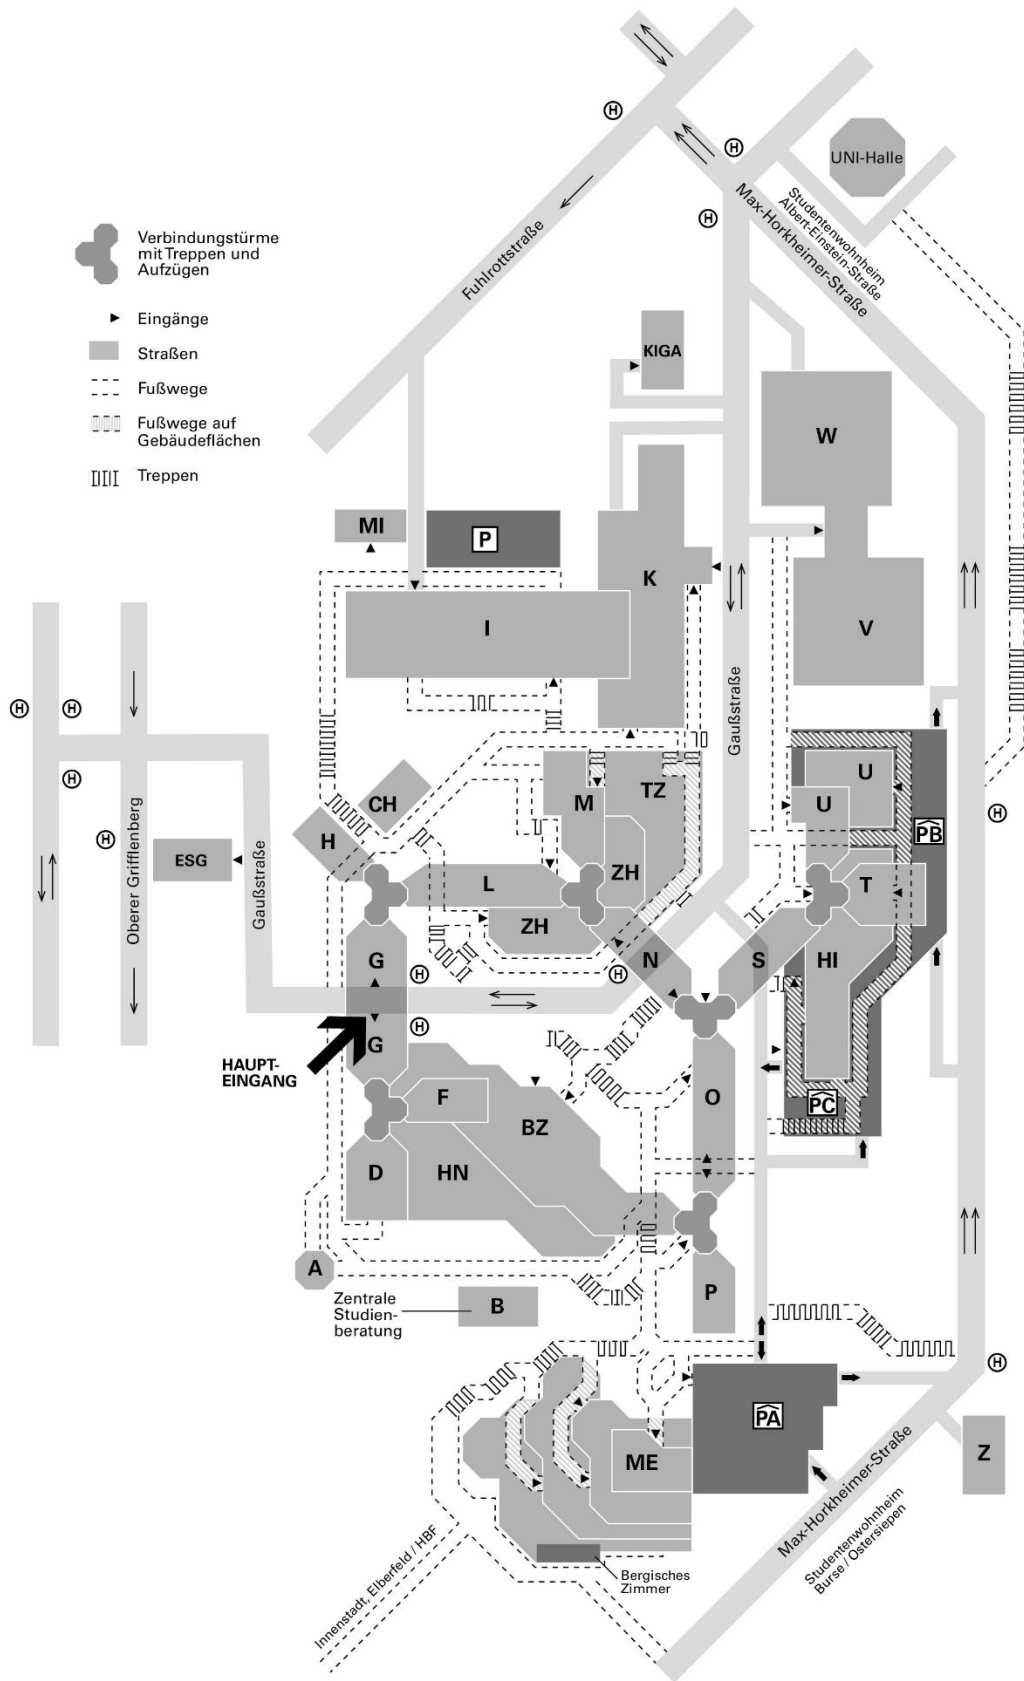 H
H
UNI-Halle
H
Studentenwohnheim
Albert-Einstein-Straße
Max-Horkheimer-Straße
Fuhlrottstraße
Verbindungstürme
mit Treppen und
Aufzügen
Eingänge
Straßen
Fußwege
Fußwege auf
Gebäudeflächen
Treppen
KIGA
W
MI
P
K
I
V
Gaußstraße
H
H
H
H
Oberer Grifflenberg
ESG
Gaußstraße
CH
H
M
TZ
ZH
L
ZH
G
H
H
N
S
U
U
PB
H
T
HI
HAUPT-
EINGANG
G
H
F
BZ
O
PC
D
HN
A
Zentrale
Studien-
beratung
B
P
H
PA
ME
Z
Max-Horkheimer-Straße
Studentenwohnheim
Burse / Ostersiepen
Innenstadt, Elberfeld / HBF
Bergisches
Zimmer